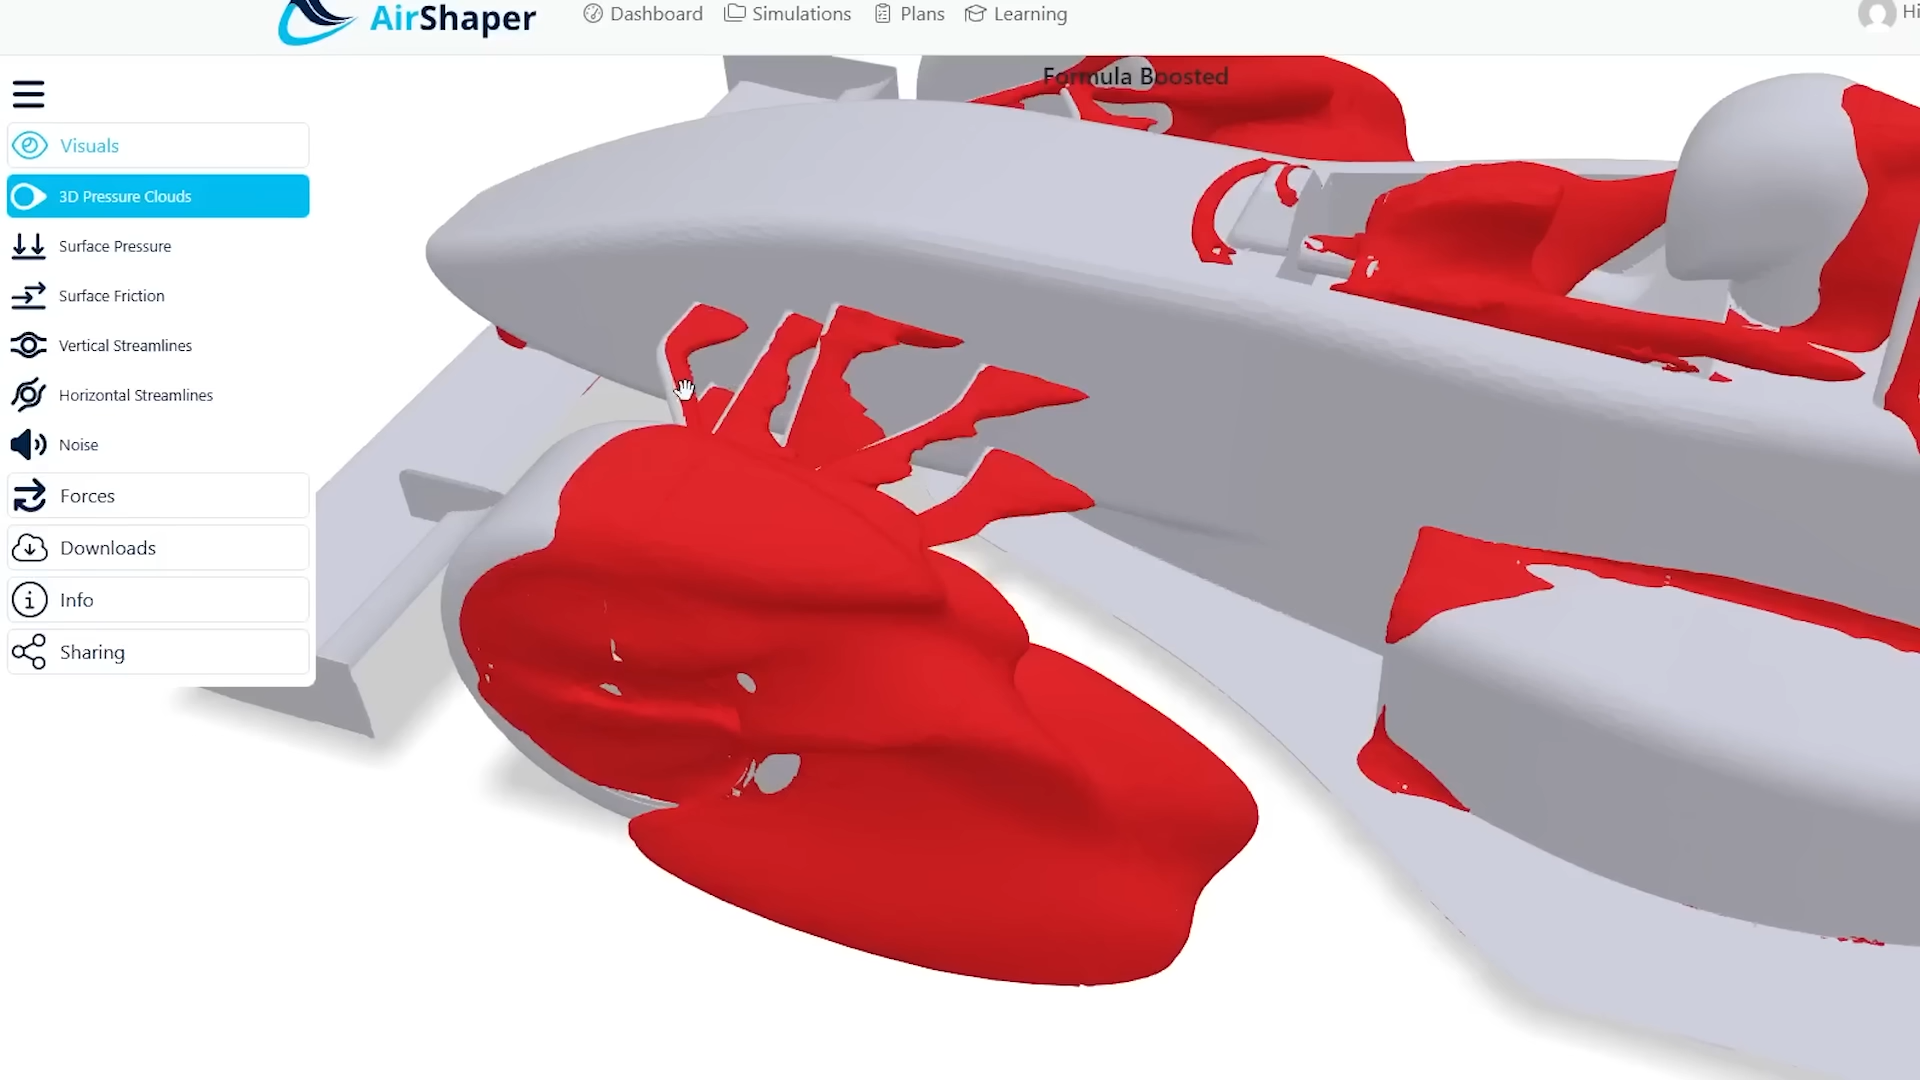 AirShaper
Dashboard
Simulations
Plans
Learning
Hi
Formula Boosted
Visuals
3D Pressure Clouds
Surface Pressure
Surface Friction
Vertical Streamlines
Horizontal Streamlines
Noise
Forces
Downloads
Info
Sharing